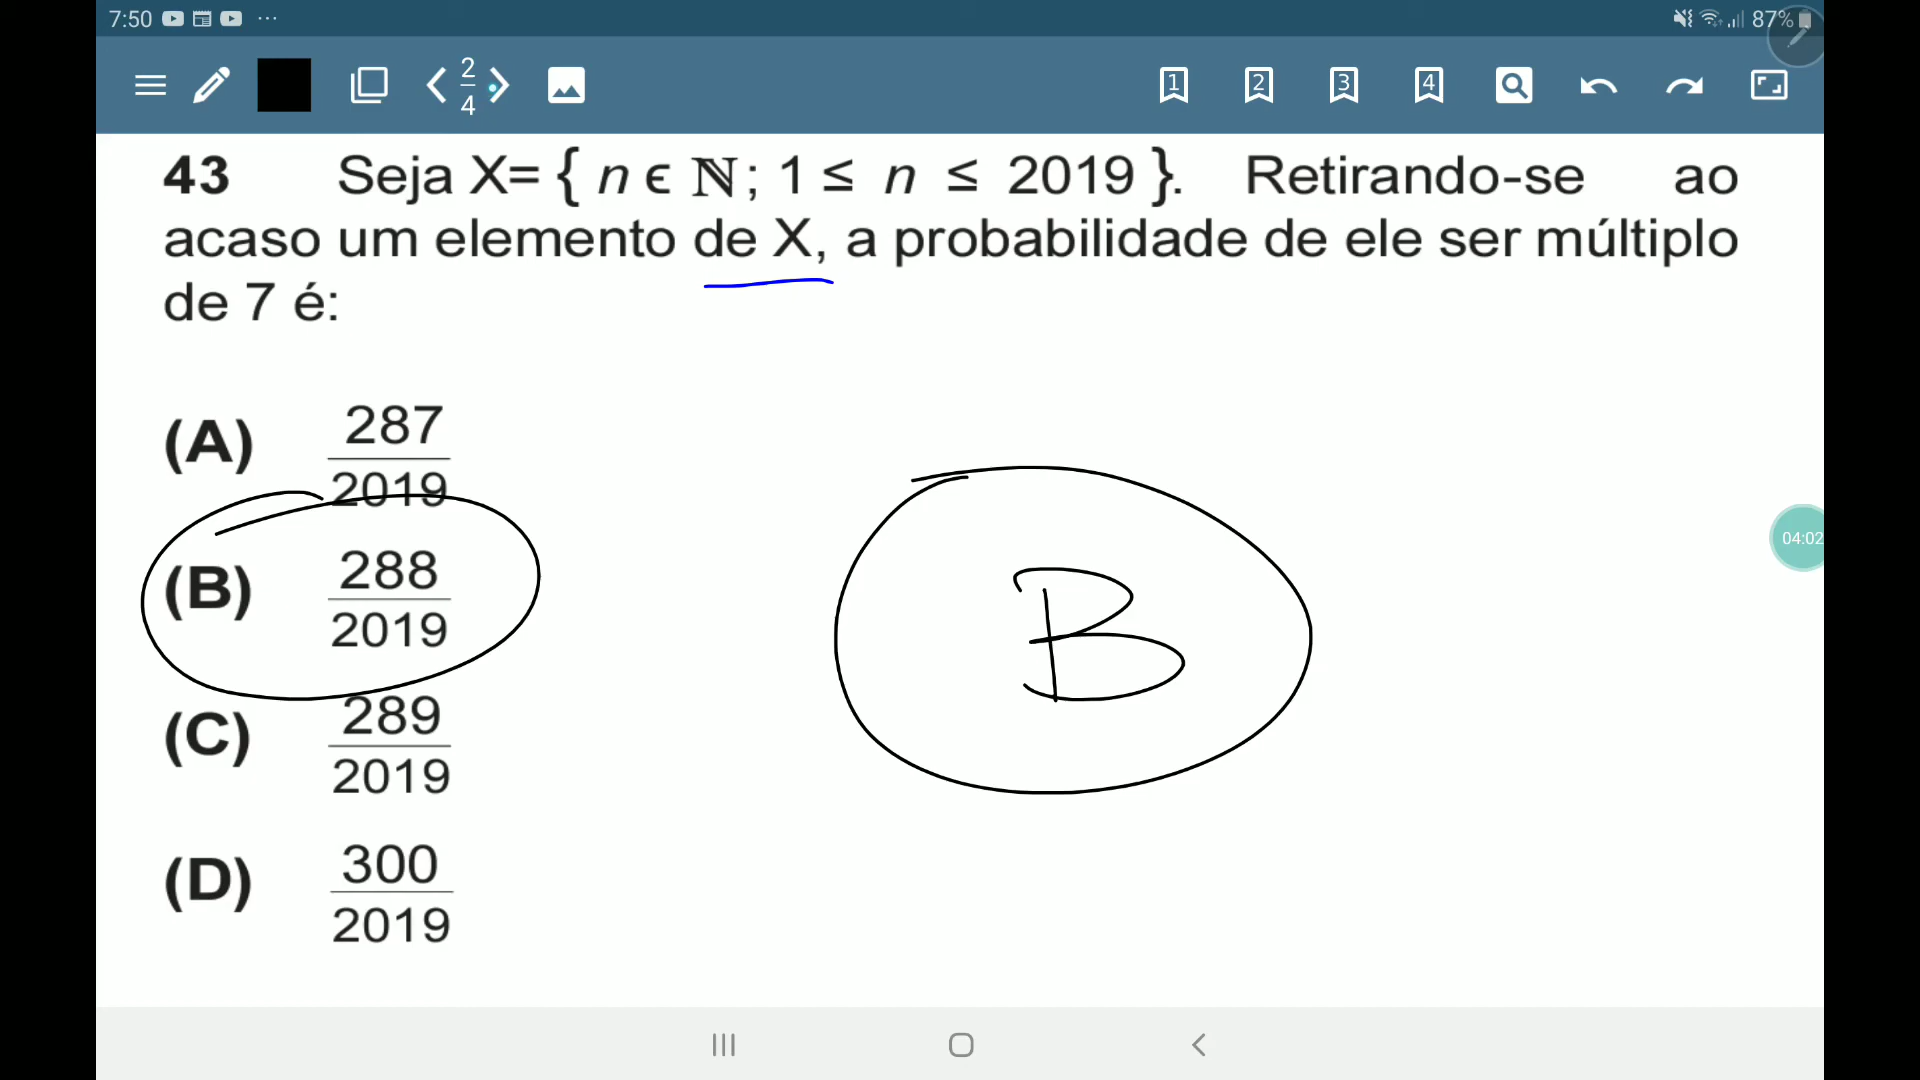 7:50 ... 87%
2
4
1 2 3 4
43 Seja X= { n ϵ ℕ; 1 ≤ n ≤ 2019 }. Retirando-se ao
acaso um elemento de X, a probabilidade de ele ser múltiplo
de 7 é:
(A) 287
2019
(B) 288
2019
(C) 289
2019
(D) 300
2019
B
04:02